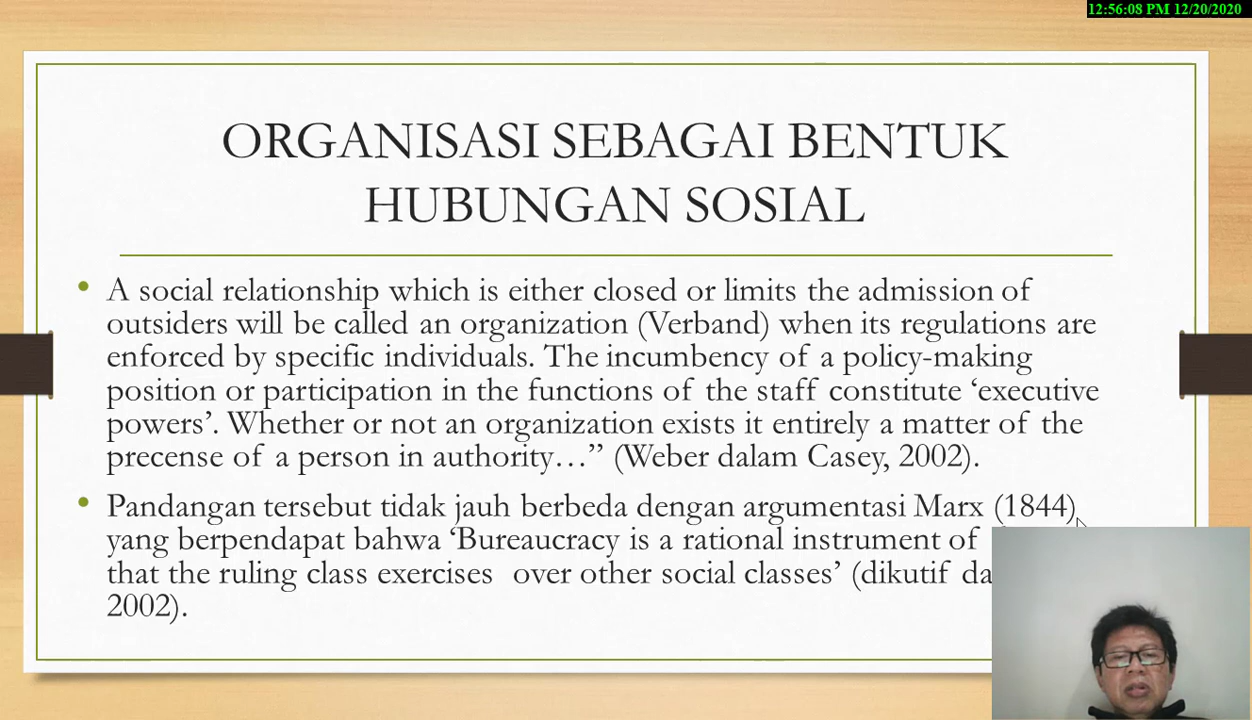 12:56:08 PM 12/20/2020
ORGANISASI SEBAGAI BENTUK
HUBUNGAN SOSIAL
• A social relationship which is either closed or limits the admission of
outsiders will be called an organization (Verband) when its regulations are
enforced by specific individuals. The incumbency of a policy-making
position or participation in the functions of the staff constitute ‘executive
powers’. Whether or not an organization exists it entirely a matter of the
precense of a person in authority…” (Weber dalam Casey, 2002).
• Pandangan tersebut tidak jauh berbeda dengan argumentasi Marx (1844)
yang berpendapat bahwa ‘Bureaucracy is a rational instrument of
that the ruling class exercises over other social classes’ (dikutif
2002).